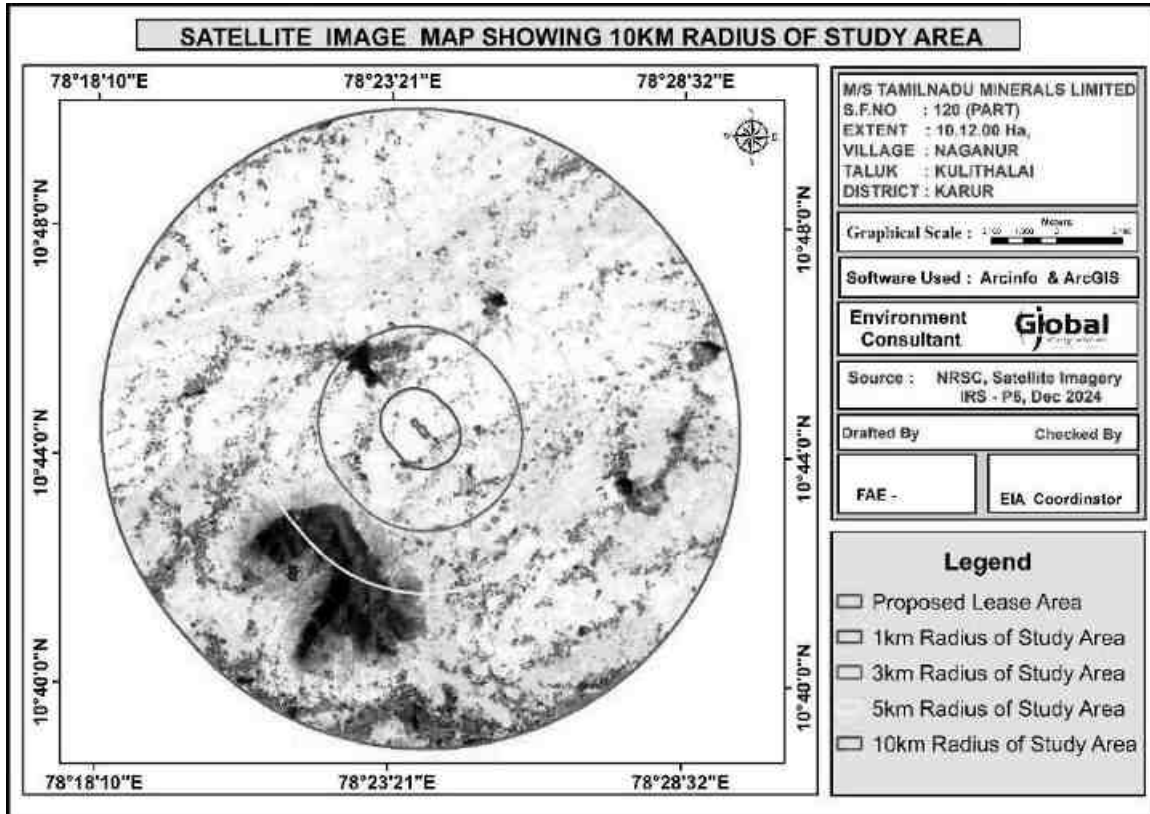 SATELLITE IMAGE MAP SHOWING 10KM RADIUS OF STUDY AREA
78°18'10"E 78°23'21"E 78°28'32"E
10°48'0"N 10°48'0"N
10°44'0"N 10°44'0"N
10°40'0"N 10°40'0"N
78°18'10"E 78°23'21"E 78°28'32"E
M/S TAMILNADU MINERALS LIMITED
S.F.NO : 120 (PART)
EXTENT : 10.12.00 Ha,
VILLAGE : NAGANUR
TALUK : KULITHALAI
DISTRICT : KARUR
Graphical Scale : Meters
Software Used : Arcinfo & ArcGIS
Environment Consultant
Global
Source : NRSC, Satellite Imagery
IRS - P6, Dec 2024
Drafted By Checked By
FAE - EIA Coordinator
Legend
Proposed Lease Area
1km Radius of Study Area
3km Radius of Study Area
5km Radius of Study Area
10km Radius of Study Area